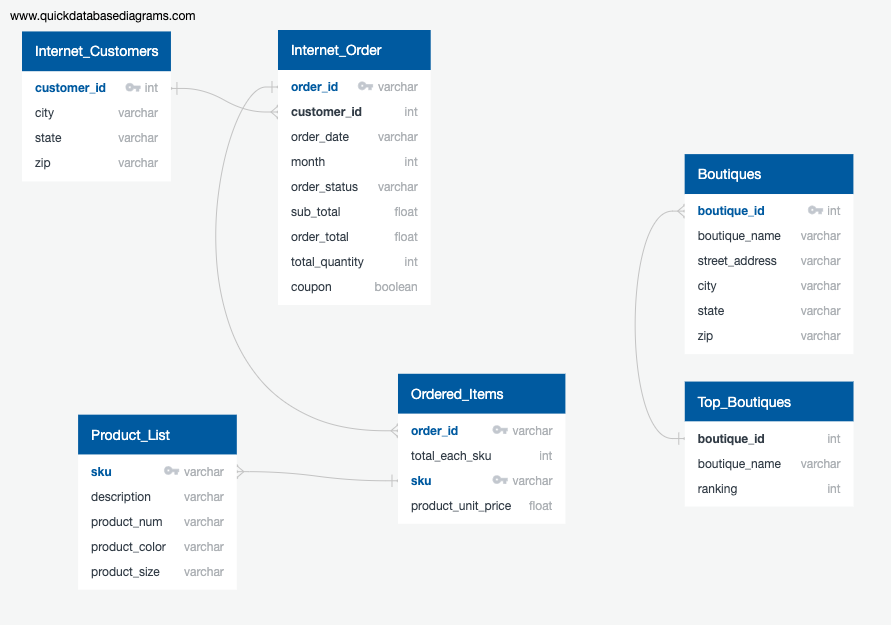 www.quickdatabasediagrams.com
Internet_Customers
customer_id int
city varchar
state varchar
zip varchar
Internet_Order
order_id varchar
customer_id int
order_date varchar
month int
order_status varchar
sub_total float
order_total float
total_quantity int
coupon boolean
Boutiques
boutique_id int
boutique_name varchar
street_address varchar
city varchar
state varchar
zip varchar
Ordered_Items
order_id varchar
total_each_sku int
sku varchar
product_unit_price float
Top_Boutiques
boutique_id int
boutique_name varchar
ranking int
Product_List
sku varchar
description varchar
product_num varchar
product_color varchar
product_size varchar